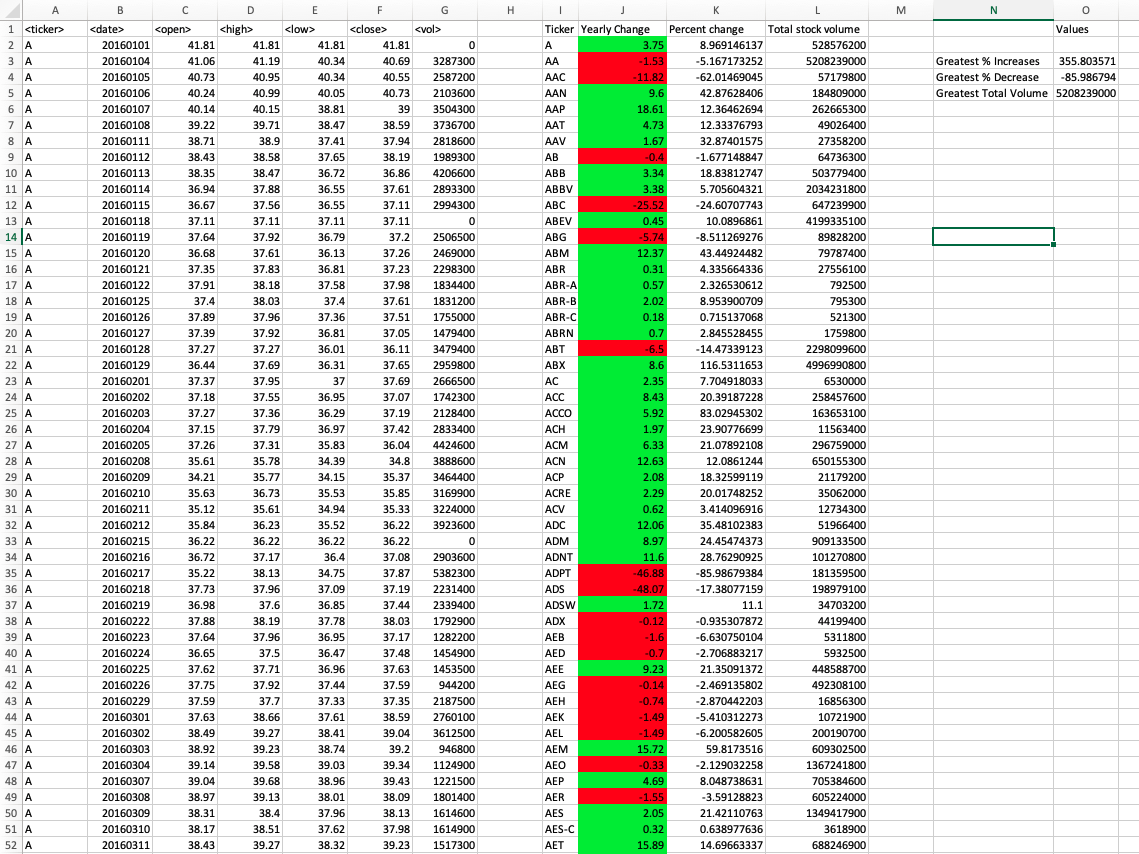 A B C D E F G H I J K L M N O
1 <ticker> <date> <open> <high> <low> <close> <vol> Ticker Yearly Change Percent change Total stock volume Values
2 A 20160101 41.81 41.81 41.81 41.81 0 A 3.75 8.969146137 528576200
3 A 20160104 41.06 41.19 40.34 40.69 3287300 AA -1.53 -5.167173252 5208239000 Greatest % Increases 355.803571
4 A 20160105 40.73 40.95 40.34 40.55 2587200 AAC -11.82 -62.01469045 57179800 Greatest % Decrease -85.986794
5 A 20160106 40.24 40.99 40.05 40.73 2103600 AAN 9.6 42.87628406 184809000 Greatest Total Volume 5208239000
6 A 20160107 40.14 40.15 38.81 39 3504300 AAP 18.61 12.36462694 262665300
7 A 20160108 39.22 39.71 38.47 38.59 3736700 AAT 4.73 12.33376793 49026400
8 A 20160111 38.71 38.9 37.41 37.94 2818600 AAV 1.67 32.87401575 27358200
9 A 20160112 38.43 38.58 37.65 38.19 1989300 AB -0.4 -1.677148847 64736300
10 A 20160113 38.35 38.47 36.72 36.86 4206600 ABB 3.34 18.83812747 503779400
11 A 20160114 36.94 37.88 36.55 37.61 2893300 ABBV 3.38 5.705604321 2034231800
12 A 20160115 36.67 37.56 36.55 37.11 2994300 ABC -25.52 -24.60707743 647239900
13 A 20160118 37.11 37.11 37.11 37.11 0 ABEV 0.45 10.0896861 4199335100
14 A 20160119 37.64 37.92 36.79 37.2 2506500 ABG -5.74 -8.511269276 89828200
15 A 20160120 36.68 37.61 36.13 37.26 2469000 ABM 12.37 43.44924482 79787400
16 A 20160121 37.35 37.83 36.81 37.23 2298300 ABR 0.31 4.335664336 27556100
17 A 20160122 37.91 38.18 37.58 37.98 1834400 ABR-A 0.57 2.326530612 792500
18 A 20160125 37.4 38.03 37.4 37.61 1831200 ABR-B 2.02 8.953900709 795300
19 A 20160126 37.89 37.96 37.36 37.51 1755000 ABR-C 0.18 0.715137068 521300
20 A 20160127 37.39 37.92 36.81 37.05 1479400 ABRN 0.7 2.845528455 1759800
21 A 20160128 37.27 37.27 36.01 36.11 3479400 ABT -6.5 -14.47339123 2298099600
22 A 20160129 36.44 37.69 36.31 37.65 2959800 ABX 8.6 116.5311653 4996990800
23 A 20160201 37.37 37.95 37 37.69 2666500 AC 2.35 7.704918033 6530000
24 A 20160202 37.18 37.55 36.95 37.07 1742300 ACC 8.43 20.39187228 258457600
25 A 20160203 37.27 37.36 36.29 37.19 2128400 ACCO 5.92 83.02945302 163653100
26 A 20160204 37.15 37.79 36.97 37.42 2833400 ACH 1.97 23.90776699 11563400
27 A 20160205 37.26 37.31 35.83 36.04 4424600 ACM 6.33 21.07892108 296759000
28 A 20160208 35.61 35.78 34.39 34.8 3888600 ACN 12.63 12.0861244 650155300
29 A 20160209 34.21 35.77 34.15 35.37 3464400 ACP 2.08 18.32599119 21179200
30 A 20160210 35.63 36.73 35.53 35.85 3169900 ACRE 2.29 20.01748252 35062000
31 A 20160211 35.12 35.61 34.94 35.33 3224000 ACV 0.62 3.414096916 12734300
32 A 20160212 35.84 36.23 35.52 36.22 3923600 ADC 12.06 35.48102383 51966400
33 A 20160215 36.22 36.22 36.22 36.22 0 ADM 8.97 24.45474373 909133500
34 A 20160216 36.72 37.17 36.4 37.08 2903600 ADNT 11.6 28.76290925 101270800
35 A 20160217 35.22 38.13 34.75 37.87 5382300 ADPT -46.88 -85.98679384 181359500
36 A 20160218 37.73 37.96 37.09 37.19 2231400 ADS -48.07 -17.38077159 198979100
37 A 20160219 36.98 37.6 36.85 37.44 2339400 ADSW 1.72 11.1 34703200
38 A 20160222 37.88 38.19 37.78 38.03 1792900 ADX -0.12 -0.935307872 44199400
39 A 20160223 37.64 37.96 36.95 37.17 1282200 AEB -1.6 -6.630750104 5311800
40 A 20160224 36.65 37.5 36.47 37.48 1454900 AED -0.7 -2.706883217 5932500
41 A 20160225 37.62 37.71 36.96 37.63 1453500 AEE 9.23 21.35091372 448588700
42 A 20160226 37.75 37.92 37.44 37.59 944200 AEG -0.14 -2.469135802 492308100
43 A 20160229 37.59 37.7 37.33 37.35 2187500 AEH -0.74 -2.870442203 16856300
44 A 20160301 37.63 38.66 37.61 38.59 2760100 AEK -1.49 -5.410312273 10721900
45 A 20160302 38.49 39.27 38.41 39.04 3612500 AEL -1.49 -6.200582605 200190700
46 A 20160303 38.92 39.23 38.74 39.2 946800 AEM 15.72 59.8173516 609302500
47 A 20160304 39.14 39.58 39.03 39.34 1124900 AEO -0.33 -2.129032258 1367241800
48 A 20160307 39.04 39.68 38.96 39.43 1221500 AEP 4.69 8.048738631 705384600
49 A 20160308 38.97 39.13 38.01 38.09 1801400 AER -1.55 -3.59128823 605224000
50 A 20160309 38.31 38.4 37.96 38.13 1614600 AES 2.05 21.42110763 1349417900
51 A 20160310 38.17 38.51 37.62 37.98 1614900 AES-C 0.32 0.638977636 3618900
52 A 20160311 38.43 39.27 38.32 39.23 1517300 AET 15.89 14.69663337 688246900